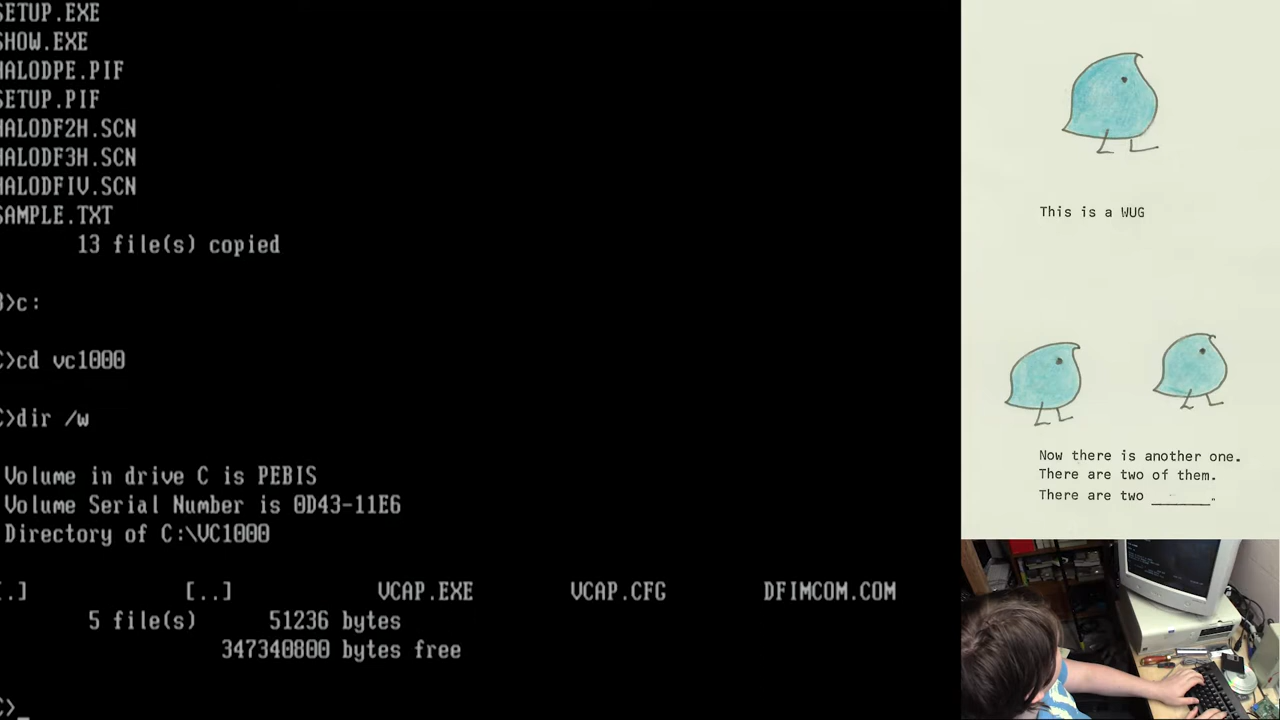 SETUP.EXE
SHOW.EXE
HALODPE.PIF
SETUP.PIF
HALODF2H.SCN
HALODF3H.SCN
HALODFIV.SCN
SAMPLE.TXT
13 file(s) copied
B>c:
C>cd vc1000
C>dir /w
Volume in drive C is PEBIS
Volume Serial Number is 0D43-11E6
Directory of C:\VC1000
[.] [..] VCAP.EXE VCAP.CFG DFIMCOM.COM
5 file(s) 51236 bytes
347340800 bytes free
C>_
This is a WUG
Now there is another one.
There are two of them.
There are two ______.